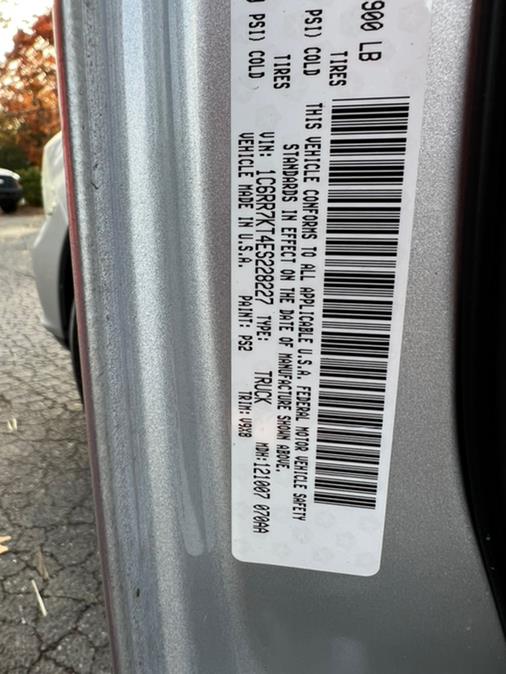 900 LB
TIRES
PSI) COLD
TIRES
PSI) COLD
THIS VEHICLE CONFORMS TO ALL APPLICABLE U.S.A. FEDERAL MOTOR VEHICLE SAFETY
STANDARDS IN EFFECT ON THE DATE OF MANUFACTURE SHOWN ABOVE.
VIN: 1C6RR7KT4ES228227 TYPE: TRUCK MDH:121007 070AA
VEHICLE MADE IN U.S.A. PAINT: PS2 TRIM: V9X8